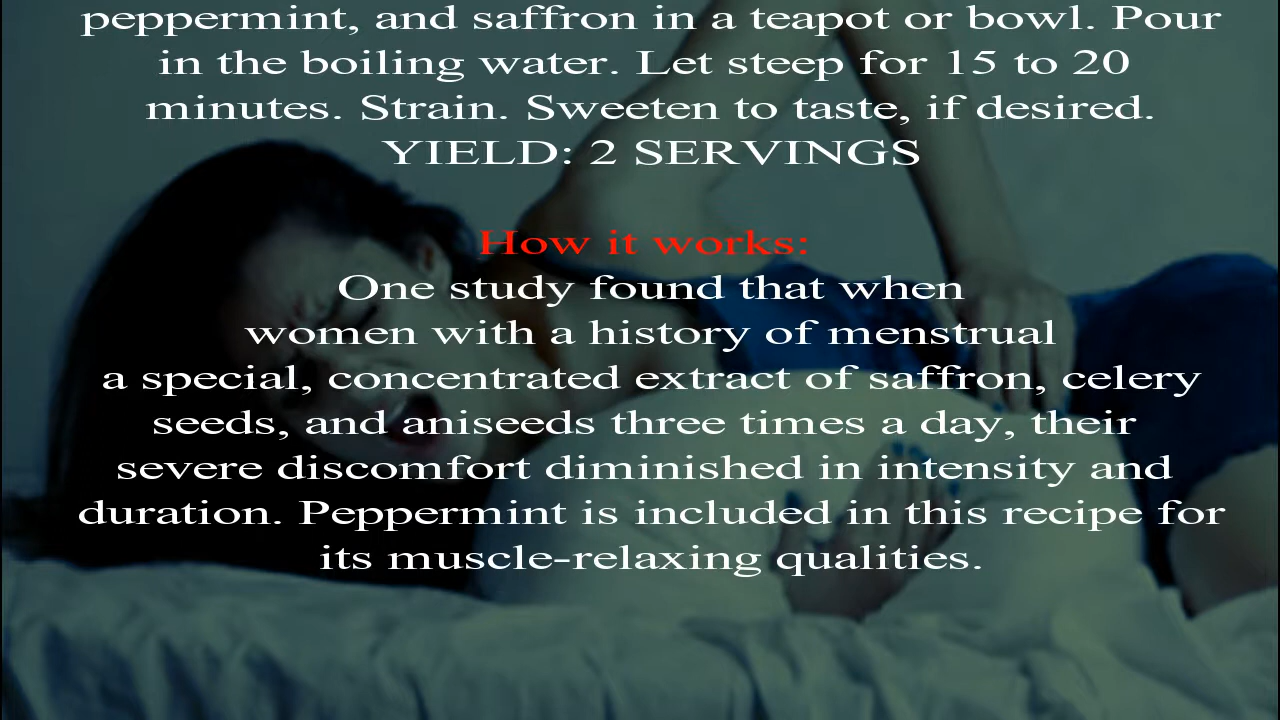 peppermint, and saffron in a teapot or bowl. Pour
in the boiling water. Let steep for 15 to 20
minutes. Strain. Sweeten to taste, if desired.
YIELD: 2 SERVINGS
How it works:
One study found that when
women with a history of menstrual
a special, concentrated extract of saffron, celery
seeds, and aniseeds three times a day, their
severe discomfort diminished in intensity and
duration. Peppermint is included in this recipe for
its muscle-relaxing qualities.